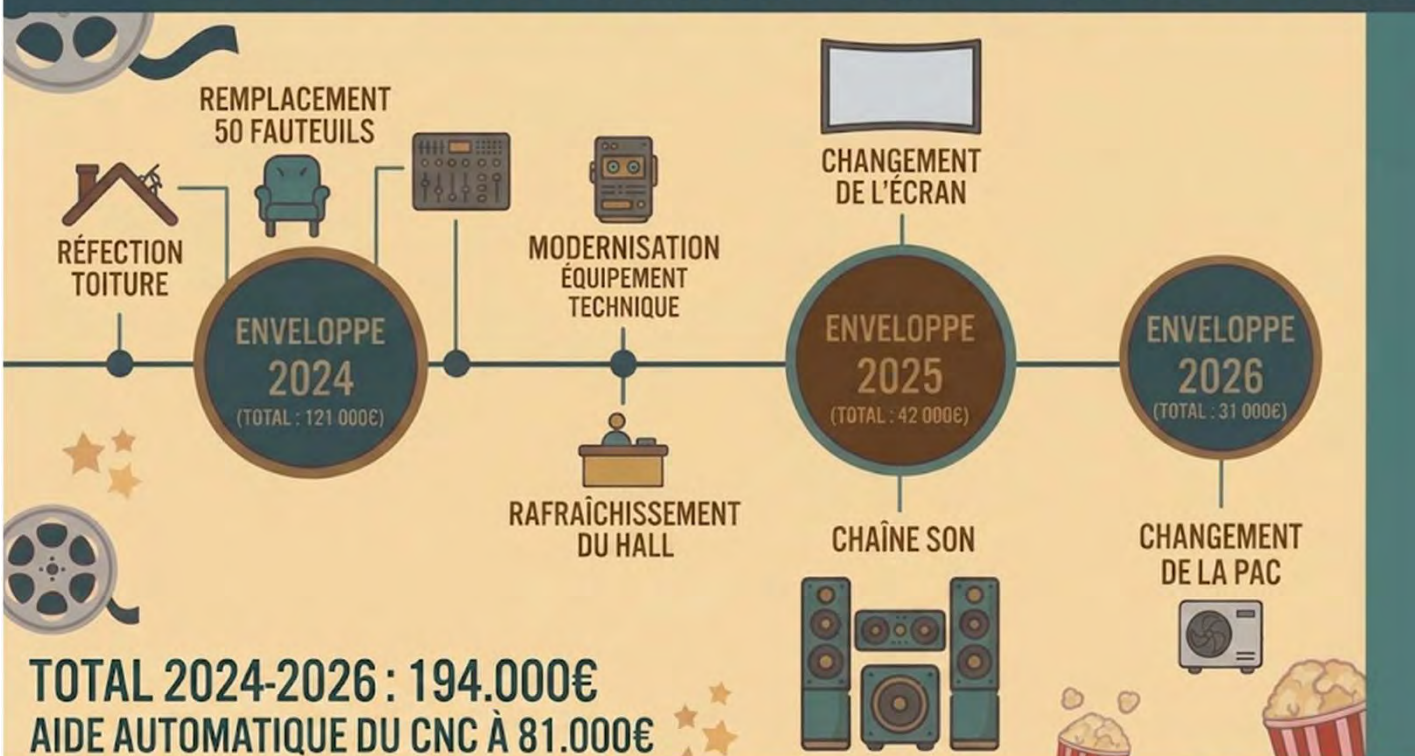 REMPLACEMENT
50 FAUTEUILS
RÉFECTION
TOITURE
ENVELOPPE
2024
(TOTAL : 121 000€)
MODERNISATION
ÉQUIPEMENT
TECHNIQUE
RAFRAÎCHISSEMENT
DU HALL
CHANGEMENT
DE L'ÉCRAN
ENVELOPPE
2025
(TOTAL : 42 000€)
CHAÎNE SON
ENVELOPPE
2026
(TOTAL : 31 000€)
CHANGEMENT
DE LA PAC
TOTAL 2024-2026 : 194.000€
AIDE AUTOMATIQUE DU CNC À 81.000€